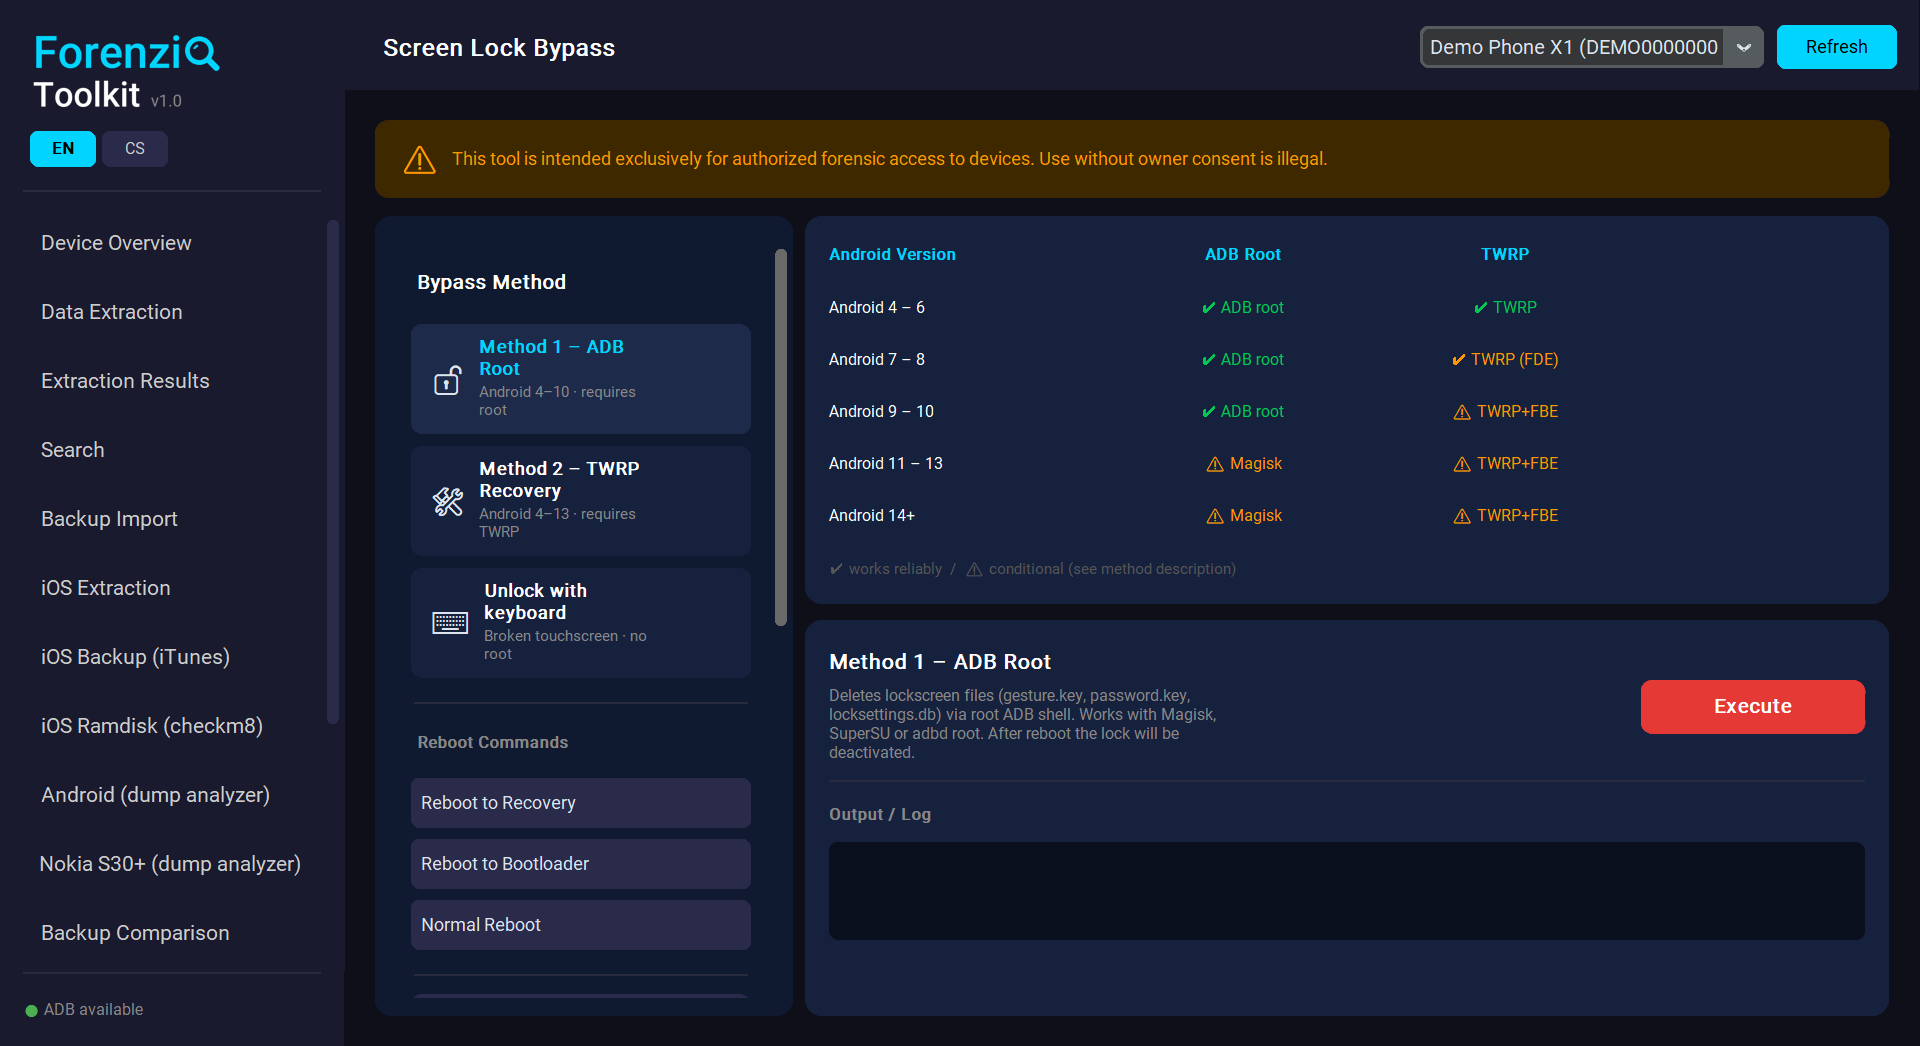 Forenzi
Toolkit v1.0
EN CS
Device Overview
Data Extraction
Extraction Results
Search
Backup Import
iOS Extraction
iOS Backup (iTunes)
iOS Ramdisk (checkm8)
Android (dump analyzer)
Nokia S30+ (dump analyzer)
Backup Comparison
ADB available
Screen Lock Bypass
Demo Phone X1 (DEMO0000000
Refresh
This tool is intended exclusively for authorized forensic access to devices. Use without owner consent is illegal.
Bypass Method
Method 1 – ADB
Root
Android 4–10 · requires
root
Method 2 – TWRP
Recovery
Android 4–13 · requires
TWRP
Unlock with
keyboard
Broken touchscreen · no
root
Reboot Commands
Reboot to Recovery
Reboot to Bootloader
Normal Reboot
Android Version ADB Root TWRP
Android 4 – 6 ✔ ADB root ✔ TWRP
Android 7 – 8 ✔ ADB root ✔ TWRP (FDE)
Android 9 – 10 ✔ ADB root ⚠ TWRP+FBE
Android 11 – 13 ⚠ Magisk ⚠ TWRP+FBE
Android 14+ ⚠ Magisk ⚠ TWRP+FBE
✔ works reliably / ⚠ conditional (see method description)
Method 1 – ADB Root
Deletes lockscreen files (gesture.key, password.key,
locksettings.db) via root ADB shell. Works with Magisk,
SuperSU or adbd root. After reboot the lock will be
deactivated.
Execute
Output / Log